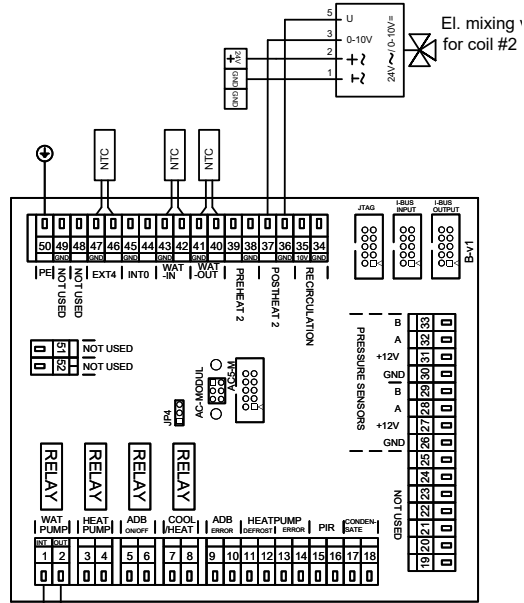 5 U
3 0-10V
2 +~
1 ⊥~
24V~/0-10V=
El. mixing v
for coil #2
+ 24V
GND
GND
NTC
NTC
NTC
JTAG
I-BUS
INPUT
I-BUS
OUTPUT
B-v1
50 49 48 47 46 45 44 43 42 41 40 39 38 37 36 35 34
GND GND GND GND GND GND GND 10V GND
PE
NOT USED
NOT USED
EXT4
INT0
WAT
-IN
WAT
-OUT
PREHEAT 2
POSTHEAT 2
RECIRCULATION
51 NOT USED
52 NOT USED
JP4
AC-MODUL
M-5CA
PRESSURE SENSORS
B 33
A 32
+12V 31
GND 30
B 29
A 28
+12V 27
GND 26
25
24
23
22
21
20
19
NOT USED
RELAY
RELAY
RELAY
RELAY
WAT
PUMP
HEAT
PUMP
ADB
ON/OFF
COOL
/HEAT
ADB
ERROR
HEATPUMP
DEFROST ERROR
PIR
CONDEN-
SATE
INT OUT
1 2 3 4 5 6 7 8 9 10 11 12 13 14 15 16 17 18